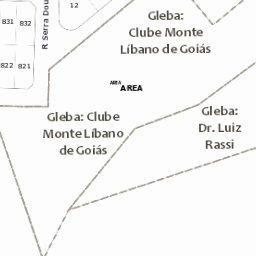 12
831 832
R Serra Dou
822 821
Gleba:
Clube Monte
Líbano de Goiás
AREA
AREA
Gleba: Clube
Monte Líbano
de Goiás
Gleba:
Dr. Luiz
Rassi